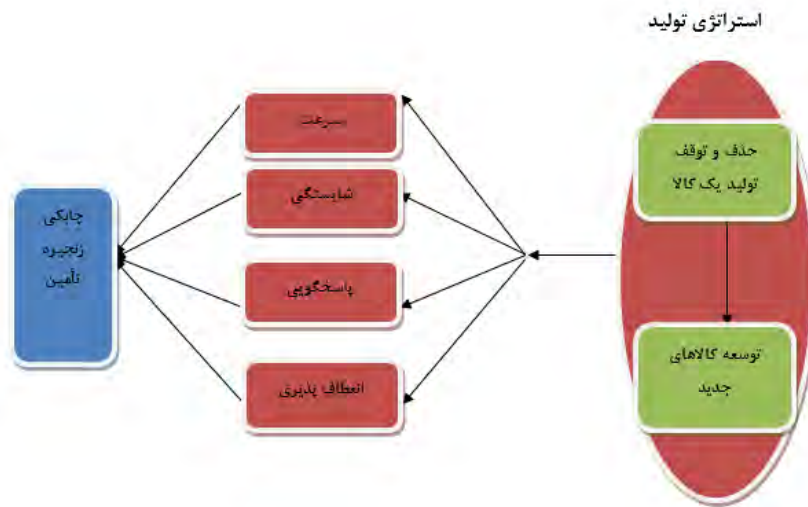 استراتژی تولید
حذف و توقف
تولید یک کالا
توسعه کالاهای
جدید
سرعت
شایستگی
پاسخگویی
انعطاف پذیری
چابکی
زنجیره
تأمین